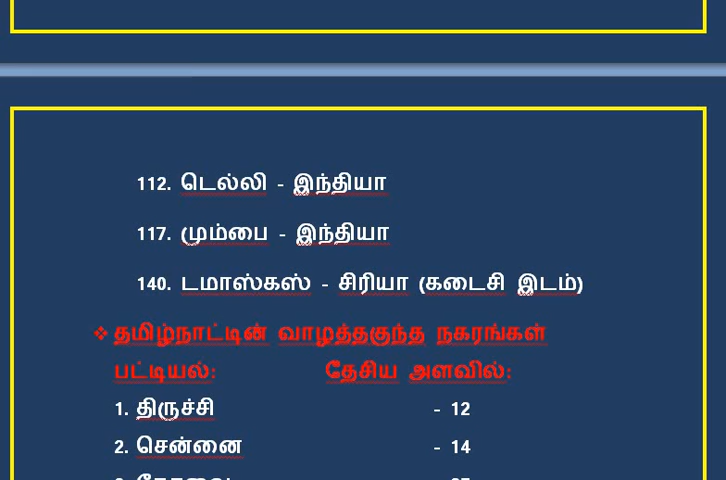 112. டெல்லி - இந்தியா
117. மும்பை - இந்தியா
140. டமாஸ்கஸ் - சிரியா (கடைசி இடம்)
❖ தமிழ்நாட்டின் வாழத்தகுந்த நகரங்கள்
பட்டியல்: தேசிய அளவில்:
1. திருச்சி - 12
2. சென்னை - 14